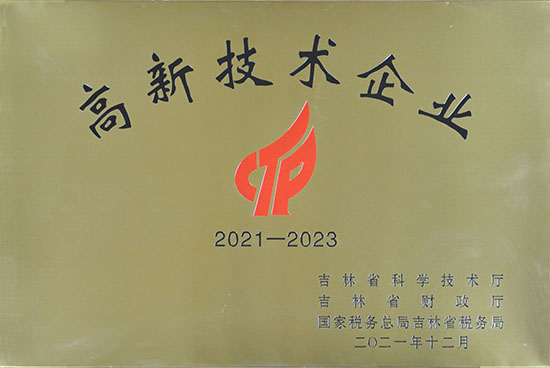 高新技术企业
CTP
2021—2023
吉林省科学技术厅
吉林省财政厅
国家税务总局吉林省税务局
二〇二一年十二月